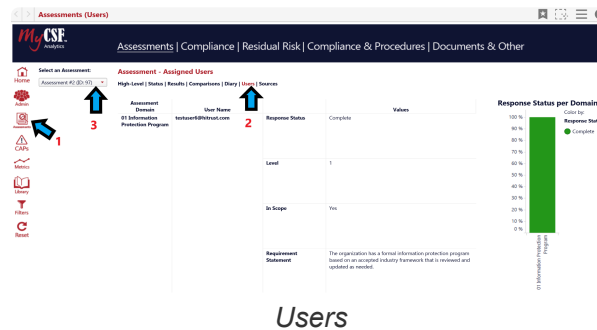 Assessments (Users)
MyCSF™
Analytics
Assessments | Compliance | Residual Risk | Compliance & Procedures | Documents & Other
Home
Admin
Assessments
CAPs
Metrics
Library
Filters
Reset
Select an Assessment:
Assessment #2 (ID: 97)
1
2
3
Assessment - Assigned Users
High-Level | Status | Results | Comparisons | Diary | Users | Sources
Assessment Domain
User Name
Values
01 Information Protection Program
testuser6@hitrust.com
Response Status
Complete
Level
1
In Scope
Yes
Requirement Statement
The organization has a formal information protection program
based on an accepted industry framework that is reviewed and
updated as needed.
Response Status per Domain
Color by:
Response Stat
Complete
100 %
90 %
80 %
70 %
60 %
50 %
40 %
30 %
20 %
10 %
0 %
01 Information Protection
Program
Users